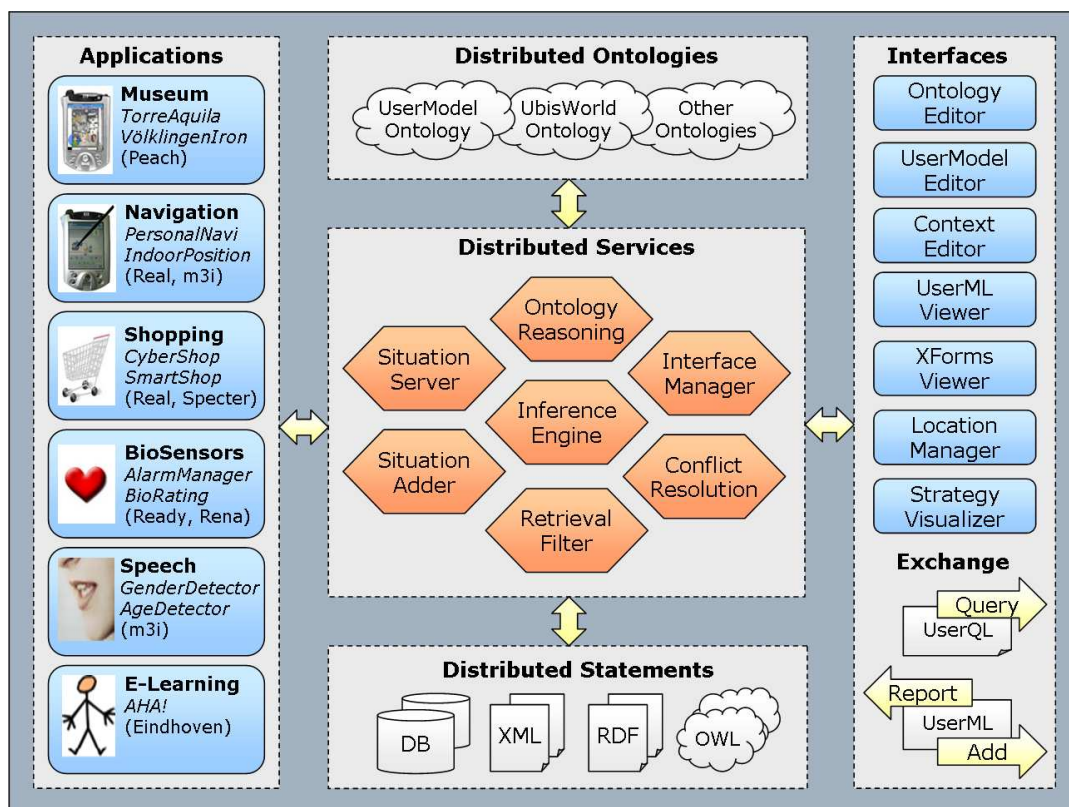 Applications
Museum
TorreAquila
VölklingenIron
(Peach)
Navigation
PersonalNavi
IndoorPosition
(Real, m3i)
Shopping
CyberShop
SmartShop
(Real, Specter)
BioSensors
AlarmManager
BioRating
(Ready, Rena)
Speech
GenderDetector
AgeDetector
(m3i)
E-Learning
AHA!
(Eindhoven)
Distributed Ontologies
UserModel
Ontology
UbisWorld
Ontology
Other
Ontologies
Distributed Services
Ontology
Reasoning
Situation
Server
Interface
Manager
Inference
Engine
Situation
Adder
Conflict
Resolution
Retrieval
Filter
Distributed Statements
DB
XML
RDF
OWL
Interfaces
Ontology
Editor
UserModel
Editor
Context
Editor
UserML
Viewer
XForms
Viewer
Location
Manager
Strategy
Visualizer
Exchange
Query
UserQL
Report
UserML
Add